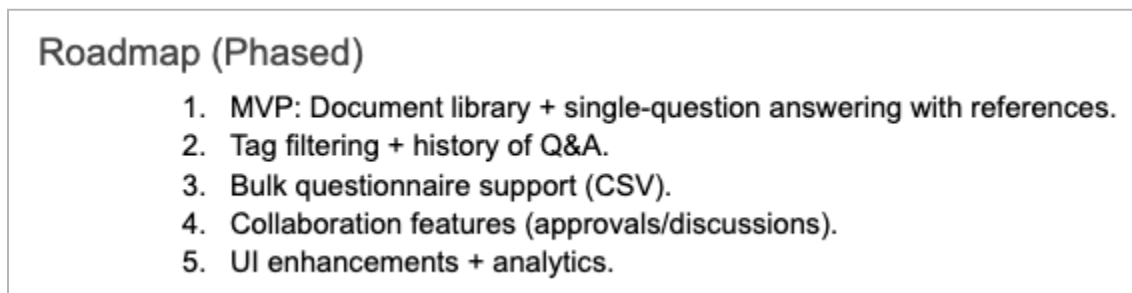 Roadmap (Phased)
1. MVP: Document library + single-question answering with references.
2. Tag filtering + history of Q&A.
3. Bulk questionnaire support (CSV).
4. Collaboration features (approvals/discussions).
5. UI enhancements + analytics.